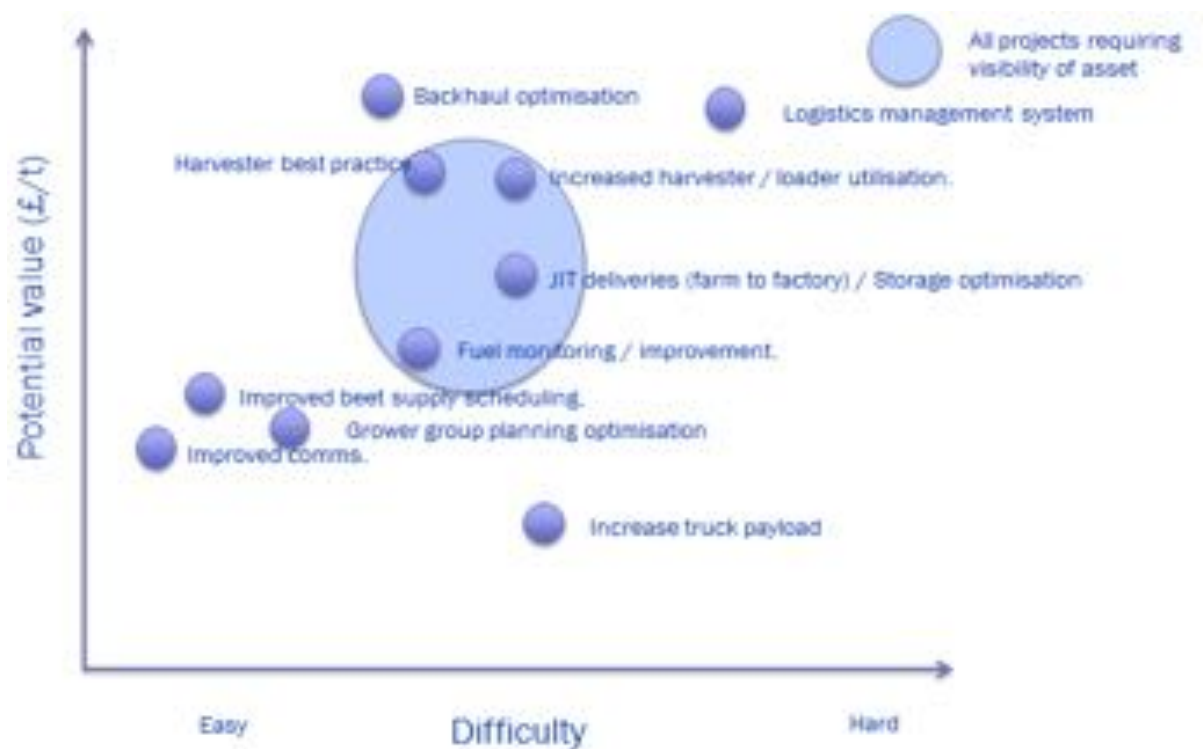 All projects requiring
visibility of asset
Backhaul optimisation
Logistics management system
Harvester best practice
Increased harvester / loader utilisation.
JIT deliveries (farm to factory) / Storage optimisation
Fuel monitoring / improvement.
Improved beet supply scheduling.
Grower group planning optimisation
Improved comms.
Increase truck payload
Potential value (£/t)
Easy
Difficulty
Hard